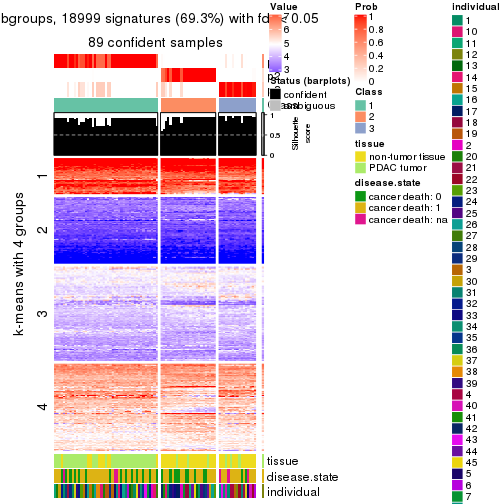 bgroups, 18999 signatures (69.3%) with fdr < 0.05
89 confident samples
k-means with 4 groups
1
2
3
4
p2
1
0.5
0
Silhouette
score
tissue
disease.state
individual
Value
6
5
4
3
Status (barplots)
confident
ambiguous
Prob
1
0.8
0.6
0.4
0.2
0
Class
1
2
3
tissue
non-tumor tissue
PDAC tumor
disease.state
cancer death: 0
cancer death: 1
cancer death: na
individual
1
10
11
12
13
14
15
16
17
18
19
2
20
21
22
23
24
25
26
27
28
29
3
30
31
32
33
34
35
36
37
38
39
4
40
41
42
43
44
45
5
6
7